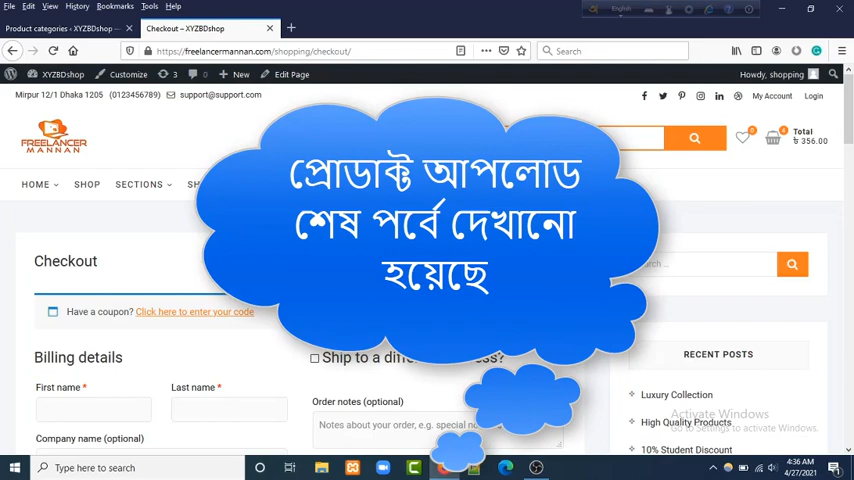 File Edit View History Bookmarks Tools Help
English
Product categories - XYZBDshop
Checkout – XYZBDshop
https://freelancermannan.com/shopping/checkout/
Search
XYZBDshop Customize 3 0 New Edit Page Howdy, shopping
Mirpur 12/1 Dhaka 1205 (0123456789) support@support.com My Account Login
FREELANCER
MANNAN
0 6 Total
৳ 356.00
HOME SHOP SECTIONS
প্রোডাক্ট আপলোড
শেষ পর্বে দেখানো
হয়েছে
Checkout
Have a coupon? Click here to enter your code
Billing details
Ship to a
First name *
Last name *
Order notes (optional)
Notes about your order, e.g. special
Company name (optional)
RECENT POSTS
Luxury Collection
High Quality Products
10% Student Discount
Activate Windows
Go to Settings to activate Windows.
Type here to search
4:36 AM
4/27/2021